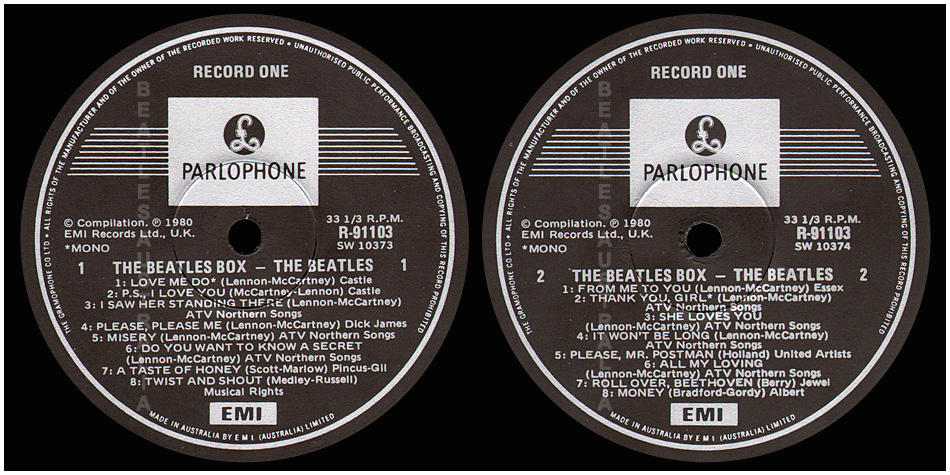 THE GRAMOPHONE CO LTD • ALL RIGHTS OF THE MANUFACTURER AND OF THE OWNER OF THE RECORDED WORK RESERVED • UNAUTHORISED PUBLIC PERFORMANCE BROADCASTING AND COPYING OF THIS RECORD PROHIBITED
RECORD ONE
£
PARLOPHONE
© Compilation. ℗ 1980
EMI Records Ltd., U.K.
*MONO
33 1/3 R.P.M.
R-91103
SW 10373
1 THE BEATLES BOX – THE BEATLES 1
1: LOVE ME DO* (Lennon-McCartney) Castle
2: P.S., I LOVE YOU (McCartney-Lennon) Castle
3: I SAW HER STANDING THERE (Lennon-McCartney)
ATV Northern Songs
4: PLEASE, PLEASE ME (Lennon-McCartney) Dick James
5: MISERY (Lennon-McCartney) ATV Northern Songs
6: DO YOU WANT TO KNOW A SECRET
(Lennon-McCartney) ATV Northern Songs
7: A TASTE OF HONEY (Scott-Marlow) Pincus-Gil
8: TWIST AND SHOUT (Medley-Russell)
Musical Rights
EMI
MADE IN AUSTRALIA BY E M I (AUSTRALIA) LIMITED
THE GRAMOPHONE CO LTD • ALL RIGHTS OF THE MANUFACTURER AND OF THE OWNER OF THE RECORDED WORK RESERVED • UNAUTHORISED PUBLIC PERFORMANCE BROADCASTING AND COPYING OF THIS RECORD PROHIBITED
RECORD ONE
£
PARLOPHONE
© Compilation. ℗ 1980
EMI Records Ltd., U.K.
*MONO
33 1/3 R.P.M.
R-91103
SW 10374
2 THE BEATLES BOX – THE BEATLES 2
1: FROM ME TO YOU (Lennon-McCartney) Essex
2: THANK YOU, GIRL* (Lennon-McCartney)
ATV Northern Songs
3: SHE LOVES YOU
(Lennon-McCartney) ATV Northern Songs
4: IT WON'T BE LONG (Lennon-McCartney)
ATV Northern Songs
5: PLEASE, MR. POSTMAN (Holland) United Artists
6: ALL MY LOVING
(Lennon-McCartney) ATV Northern Songs
7: ROLL OVER, BEETHOVEN (Berry) Jewel
8: MONEY (Bradford-Gordy) Albert
EMI
MADE IN AUSTRALIA BY E M I (AUSTRALIA) LIMITED